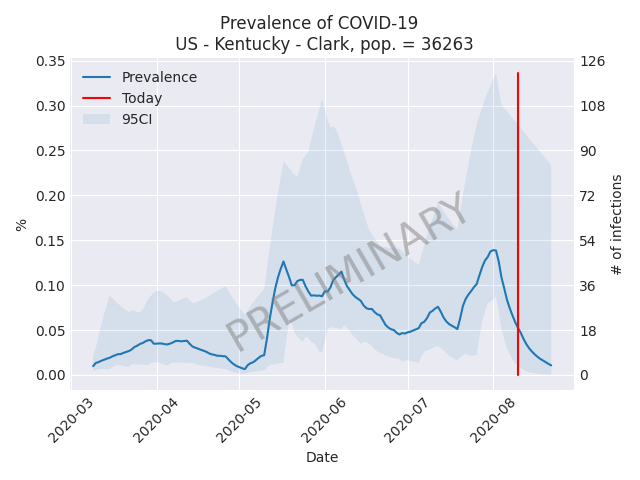 Prevalence of COVID-19
US - Kentucky - Clark, pop. = 36263
Prevalence
Today
95CI
0.35
0.30
0.25
0.20
0.15
0.10
0.05
0.00
%
126
108
90
72
54
36
18
0
# of infections
PRELIMINARY
2020-03
2020-04
2020-05
2020-06
2020-07
2020-08
Date